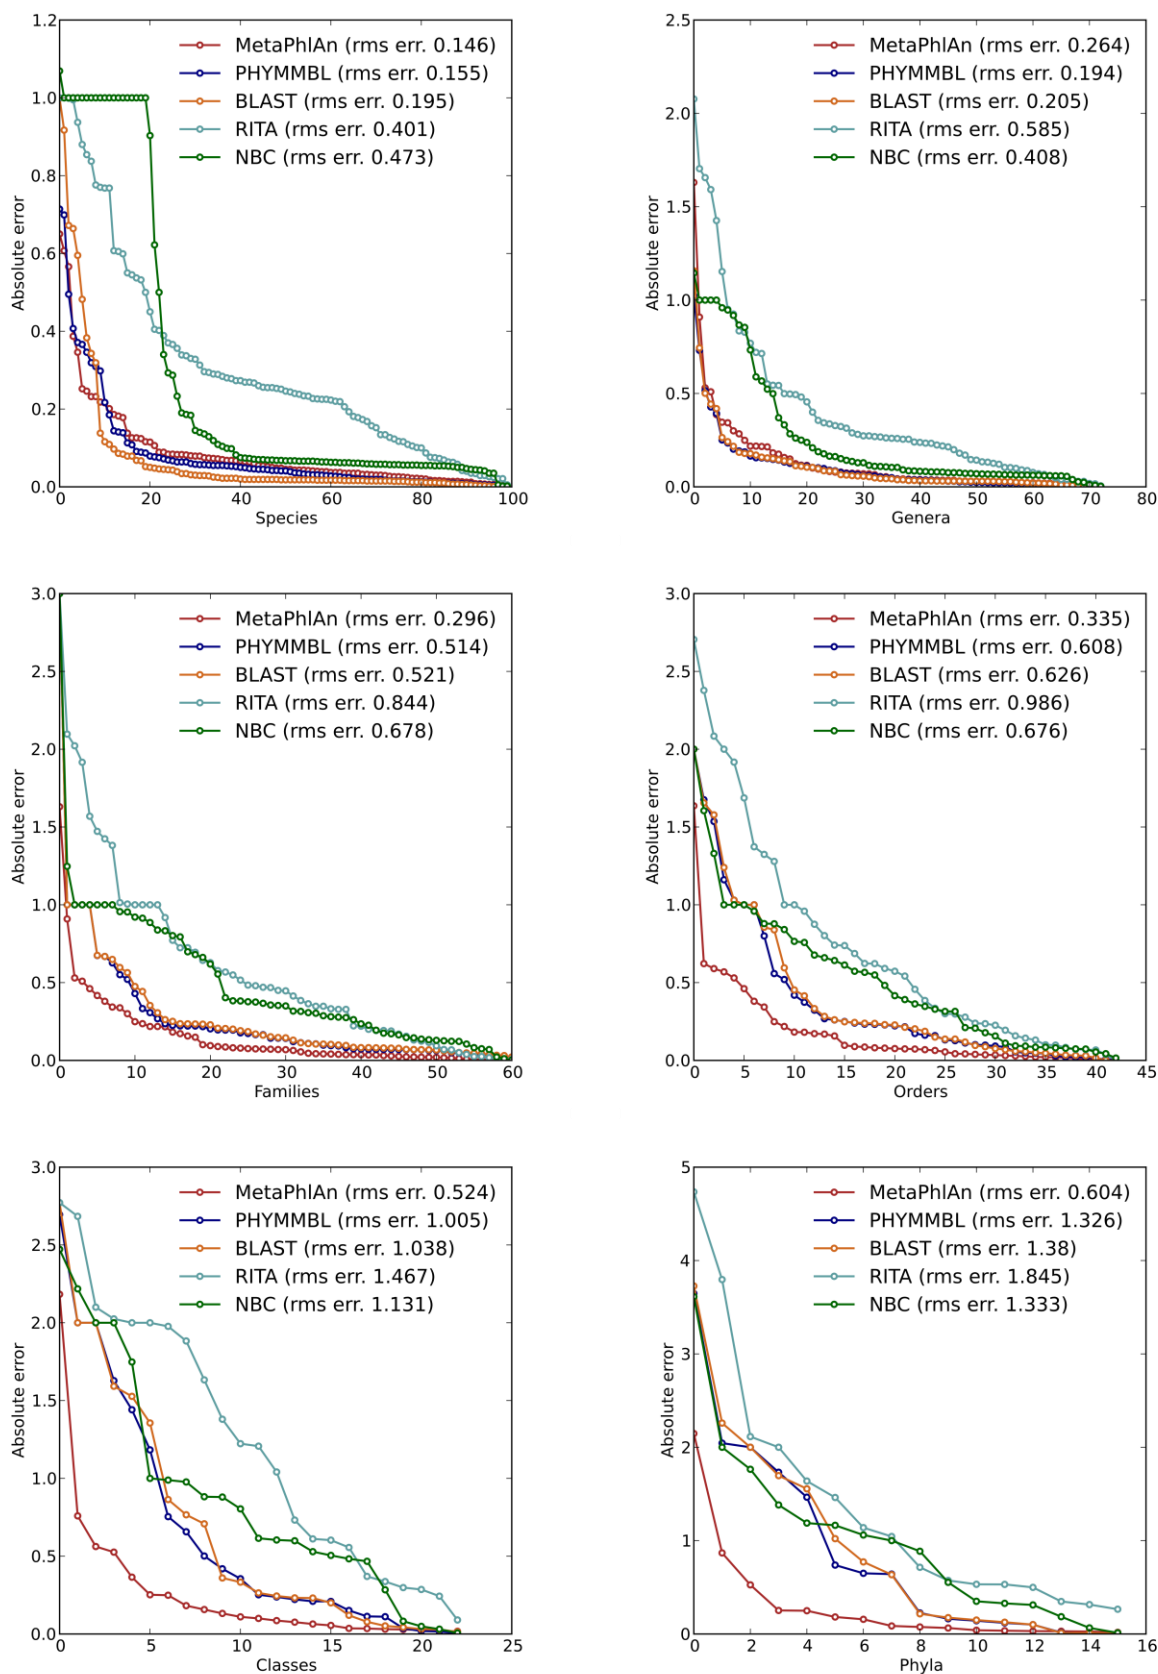 1.2
1.0
0.8
0.6
0.4
0.2
0.0
Absolute error
MetaPhlAn (rms err. 0.146)
PHYMMBL (rms err. 0.155)
BLAST (rms err. 0.195)
RITA (rms err. 0.401)
NBC (rms err. 0.473)
0 20 40 60 80 100
Species
2.5
2.0
1.5
1.0
0.5
0.0
Absolute error
MetaPhlAn (rms err. 0.264)
PHYMMBL (rms err. 0.194)
BLAST (rms err. 0.205)
RITA (rms err. 0.585)
NBC (rms err. 0.408)
0 10 20 30 40 50 60 70 80
Genera
3.0
2.5
2.0
1.5
1.0
0.5
0.0
Absolute error
MetaPhlAn (rms err. 0.296)
PHYMMBL (rms err. 0.514)
BLAST (rms err. 0.521)
RITA (rms err. 0.844)
NBC (rms err. 0.678)
0 10 20 30 40 50 60
Families
3.0
2.5
2.0
1.5
1.0
0.5
0.0
Absolute error
MetaPhlAn (rms err. 0.335)
PHYMMBL (rms err. 0.608)
BLAST (rms err. 0.626)
RITA (rms err. 0.986)
NBC (rms err. 0.676)
0 5 10 15 20 25 30 35 40 45
Orders
3.0
2.5
2.0
1.5
1.0
0.5
0.0
Absolute error
MetaPhlAn (rms err. 0.524)
PHYMMBL (rms err. 1.005)
BLAST (rms err. 1.038)
RITA (rms err. 1.467)
NBC (rms err. 1.131)
0 5 10 15 20 25
Classes
5
4
3
2
1
0
Absolute error
MetaPhlAn (rms err. 0.604)
PHYMMBL (rms err. 1.326)
BLAST (rms err. 1.38)
RITA (rms err. 1.845)
NBC (rms err. 1.333)
0 2 4 6 8 10 12 14 16
Phyla